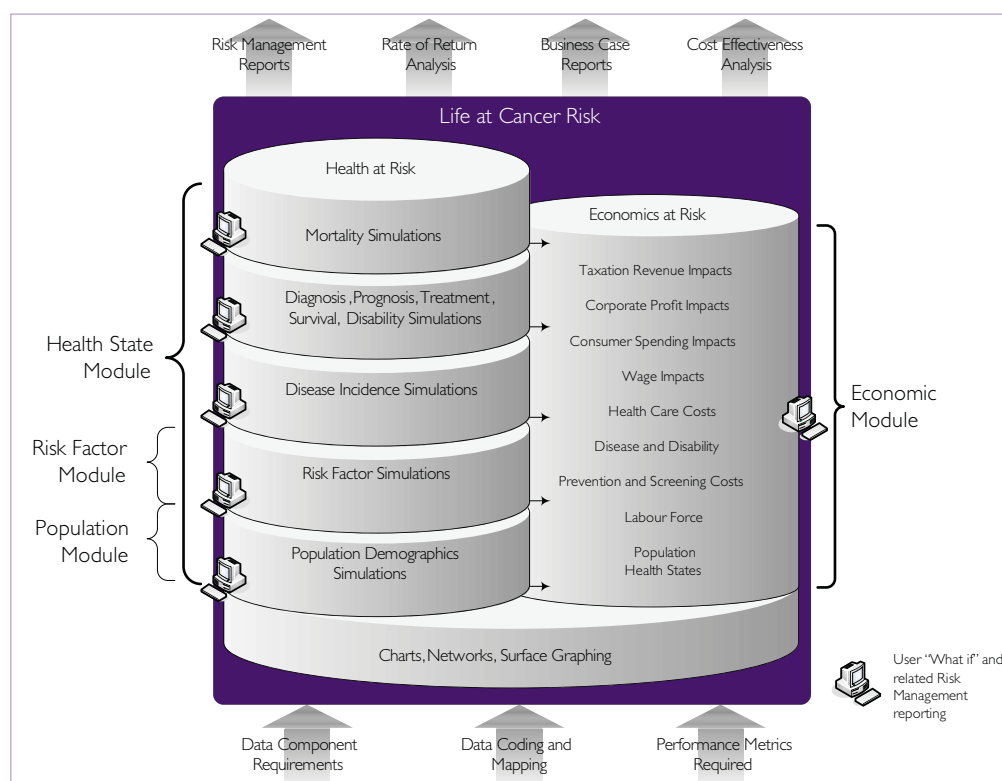 Risk Management
Reports
Rate of Return
Analysis
Business Case
Reports
Cost Effectiveness
Analysis
Life at Cancer Risk
Health at Risk
Mortality Simulations
Diagnosis, Prognosis, Treatment,
Survival, Disability Simulations
Disease Incidence Simulations
Risk Factor Simulations
Population Demographics
Simulations
Economics at Risk
Taxation Revenue Impacts
Corporate Profit Impacts
Consumer Spending Impacts
Wage Impacts
Health Care Costs
Disease and Disability
Prevention and Screening Costs
Labour Force
Population
Health States
Health State
Module
Risk Factor
Module
Population
Module
Economic
Module
Charts, Networks, Surface Graphing
User “What if” and
related Risk
Management
reporting
Data Component
Requirements
Data Coding and
Mapping
Performance Metrics
Required